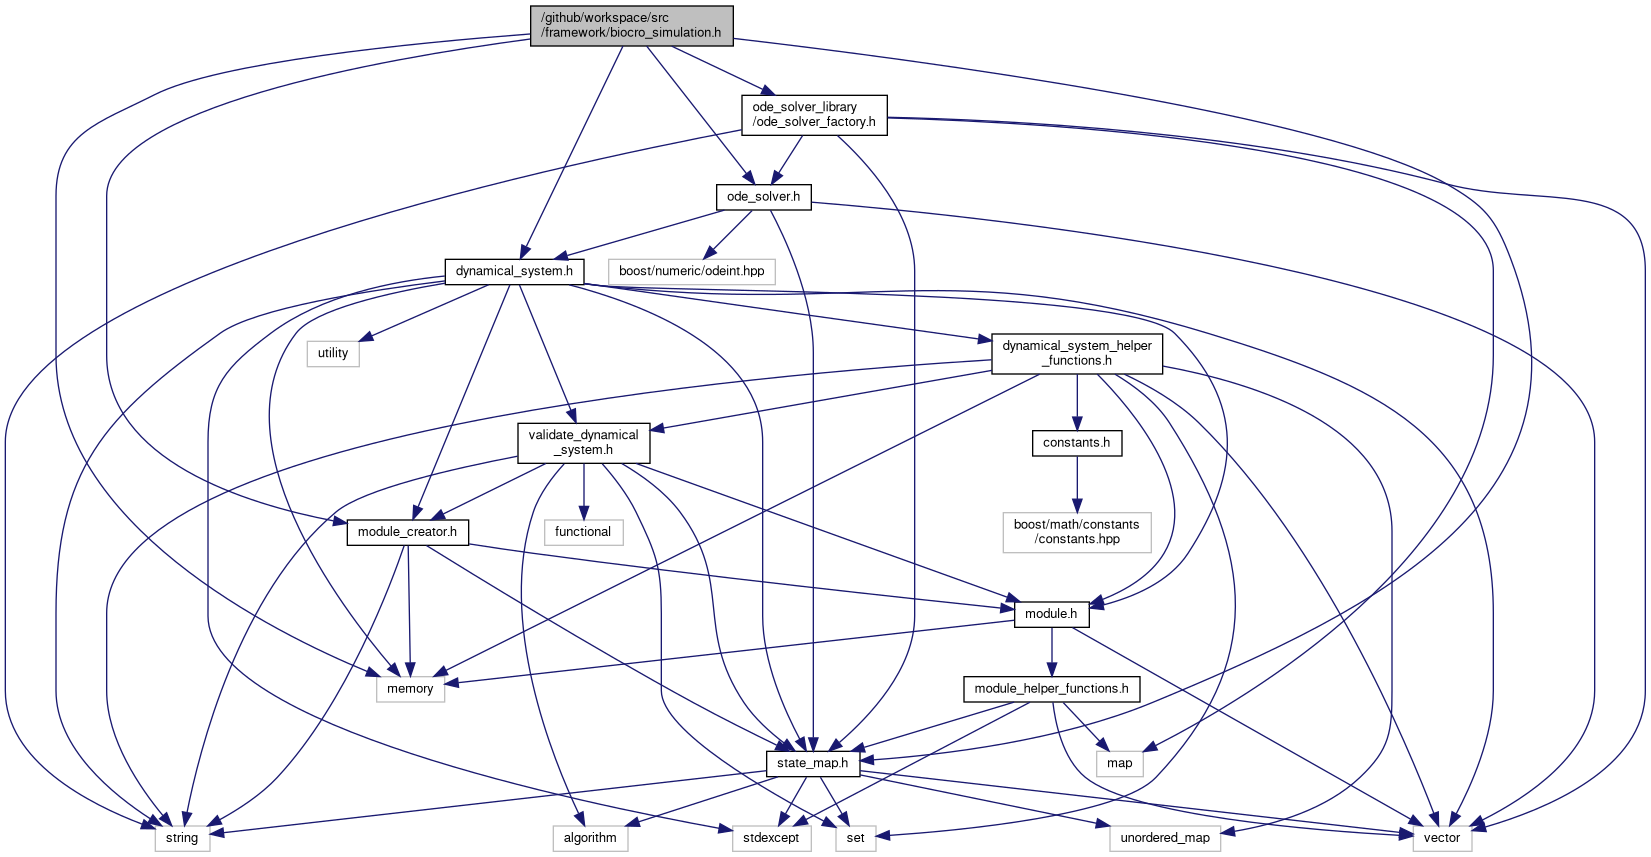 /github/workspace/src
/framework/biocro_simulation.h
ode_solver_library
/ode_solver_factory.h
ode_solver.h
dynamical_system.h
boost/numeric/odeint.hpp
utility
dynamical_system_helper
_functions.h
validate_dynamical
_system.h
constants.h
module_creator.h
functional
boost/math/constants
/constants.hpp
module.h
memory
module_helper_functions.h
state_map.h
map
string
algorithm
stdexcept
set
unordered_map
vector